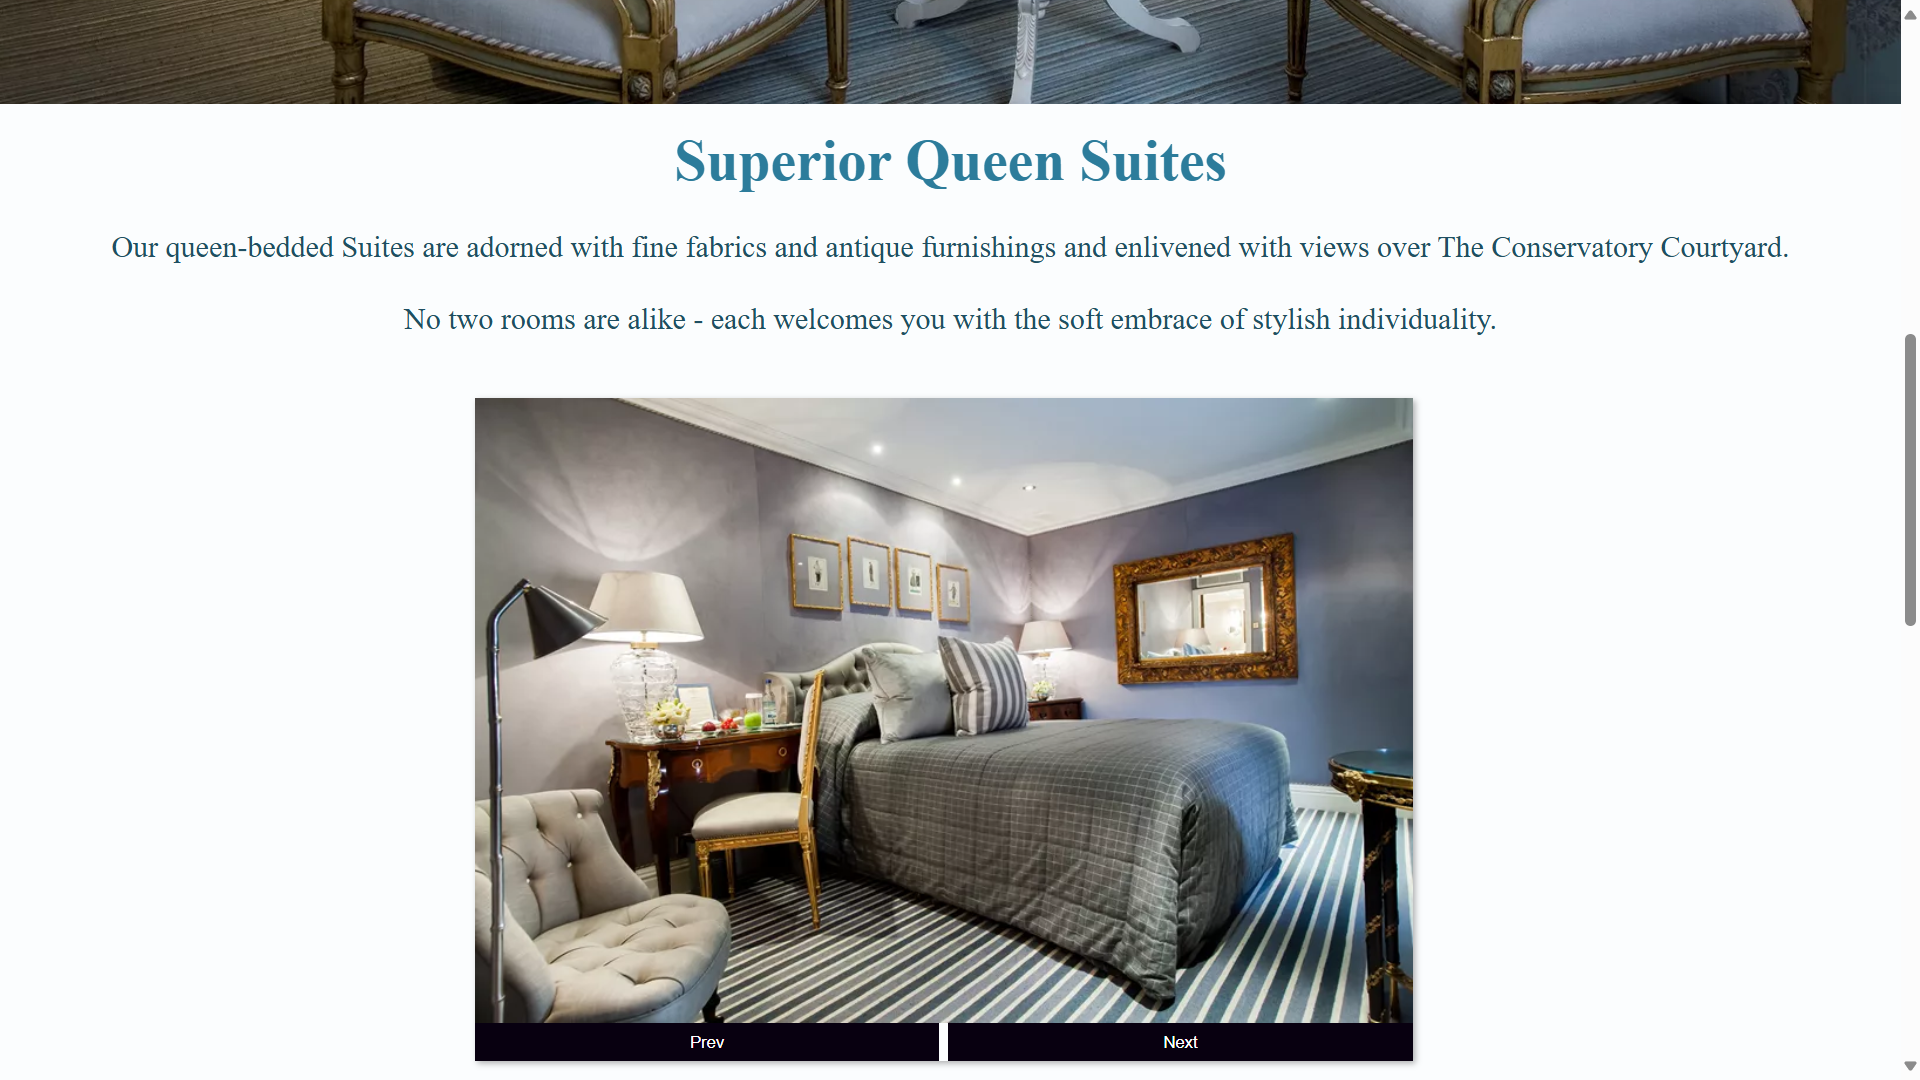 Superior Queen Suites
Our queen-bedded Suites are adorned with fine fabrics and antique furnishings and enlivened with views over The Conservatory Courtyard.
No two rooms are alike - each welcomes you with the soft embrace of stylish individuality.
Prev
Next